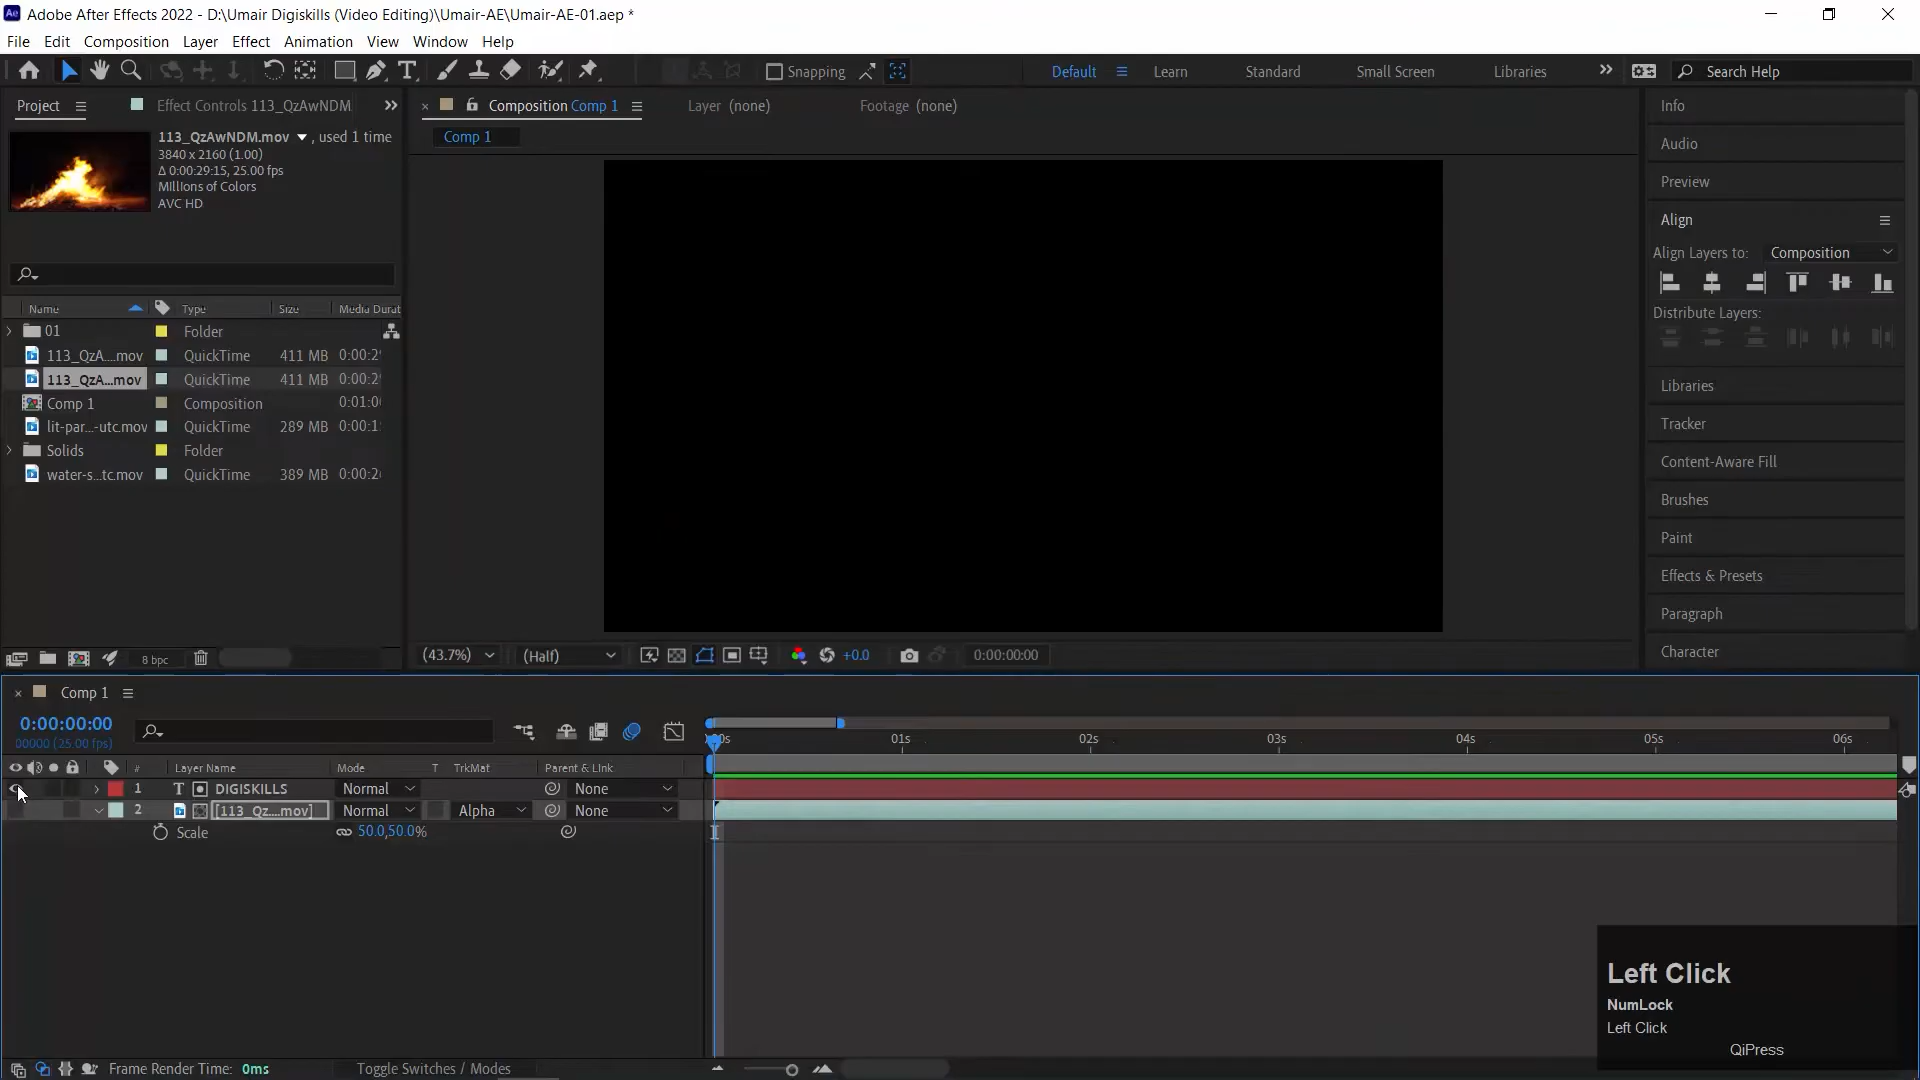 Adobe After Effects 2022 - D:\Umair Digiskills (Video Editing)\Umair-AE\Umair-AE-01.aep *
File Edit Composition Layer Effect Animation View Window Help
Snapping Default Learn Standard Small Screen Libraries Search Help
Project Effect Controls 113_QzAwNDM
Composition Comp 1 Layer (none) Footage (none)
Comp 1
113_QzAwNDM.mov , used 1 time
3840 x 2160 (1.00)
Δ 0:00:29:15, 25.00 fps
Millions of Colors
AVC HD
Name Type Size Media Durat
01 Folder
113_QzA....mov QuickTime 411 MB 0:00:2
113_QzA...mov QuickTime 411 MB 0:00:2
Comp 1 Composition 0:01:0
lit-par...-utc.mov QuickTime 289 MB 0:00:1
Solids Folder
water-s...tc.mov QuickTime 389 MB 0:00:2
8 bpc
(43.7%) (Half) +0.0 0:00:00:00
Info
Audio
Preview
Align
Align Layers to: Composition
Distribute Layers:
Libraries
Tracker
Content-Aware Fill
Brushes
Paint
Effects & Presets
Paragraph
Character
Comp 1
0:00:00:00
00000 (25.00 fps)
01s 02s 03s 04s 05s 06s
# Layer Name Mode T TrkMat Parent & Link
1 T DIGISKILLS Normal None
2 [113_Qz....mov] Normal Alpha None
Scale 50.0,50.0%
Frame Render Time: 0ms Toggle Switches / Modes
Left Click
NumLock
Left Click
QiPress